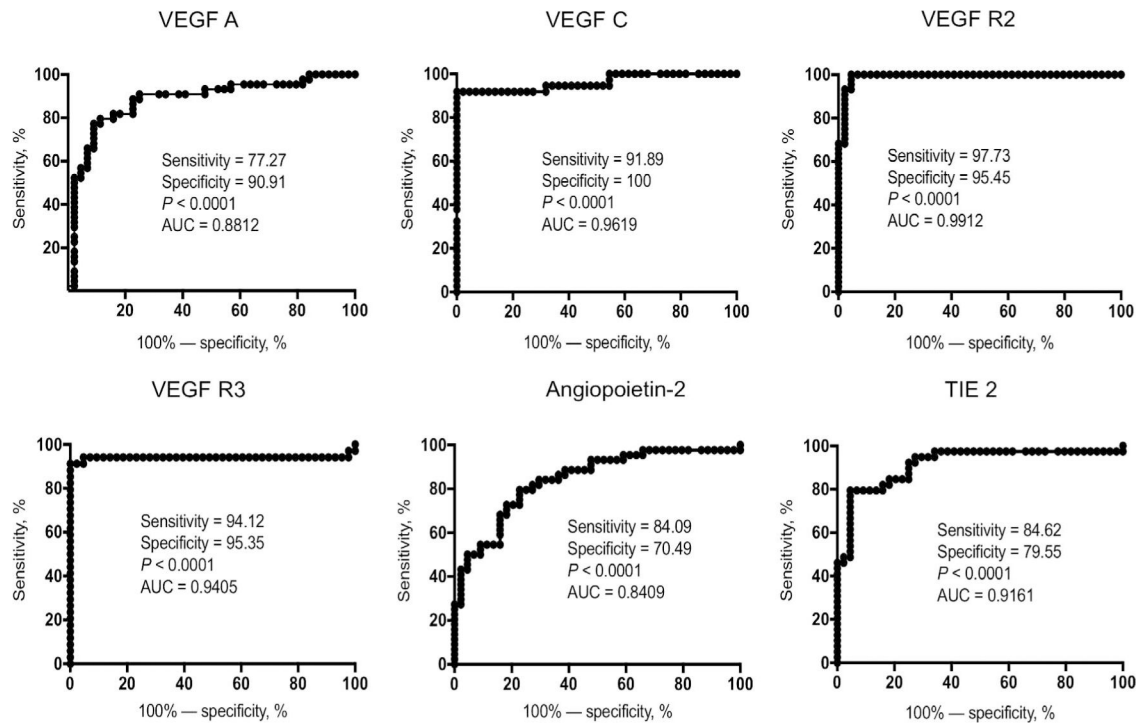 VEGF A
Sensitivity, %
100
80
60
40
20
20 40 60 80 100
100% — specificity, %
Sensitivity = 77.27
Specificity = 90.91
P < 0.0001
AUC = 0.8812
VEGF C
Sensitivity, %
100
80
60
40
20
0
0 20 40 60 80 100
100% — specificity, %
Sensitivity = 91.89
Specificity = 100
P < 0.0001
AUC = 0.9619
VEGF R2
Sensitivity, %
100
80
60
40
20
0
0 20 40 60 80 100
100% — specificity, %
Sensitivity = 97.73
Specificity = 95.45
P < 0.0001
AUC = 0.9912
VEGF R3
Sensitivity, %
100
80
60
40
20
0
0 20 40 60 80 100
100% — specificity, %
Sensitivity = 94.12
Specificity = 95.35
P < 0.0001
AUC = 0.9405
Angiopoietin-2
Sensitivity, %
100
80
60
40
20
0
0 20 40 60 80 100
100% — specificity, %
Sensitivity = 84.09
Specificity = 70.49
P < 0.0001
AUC = 0.8409
TIE 2
Sensitivity, %
100
80
60
40
20
0
0 20 40 60 80 100
100% — specificity, %
Sensitivity = 84.62
Specificity = 79.55
P < 0.0001
AUC = 0.9161